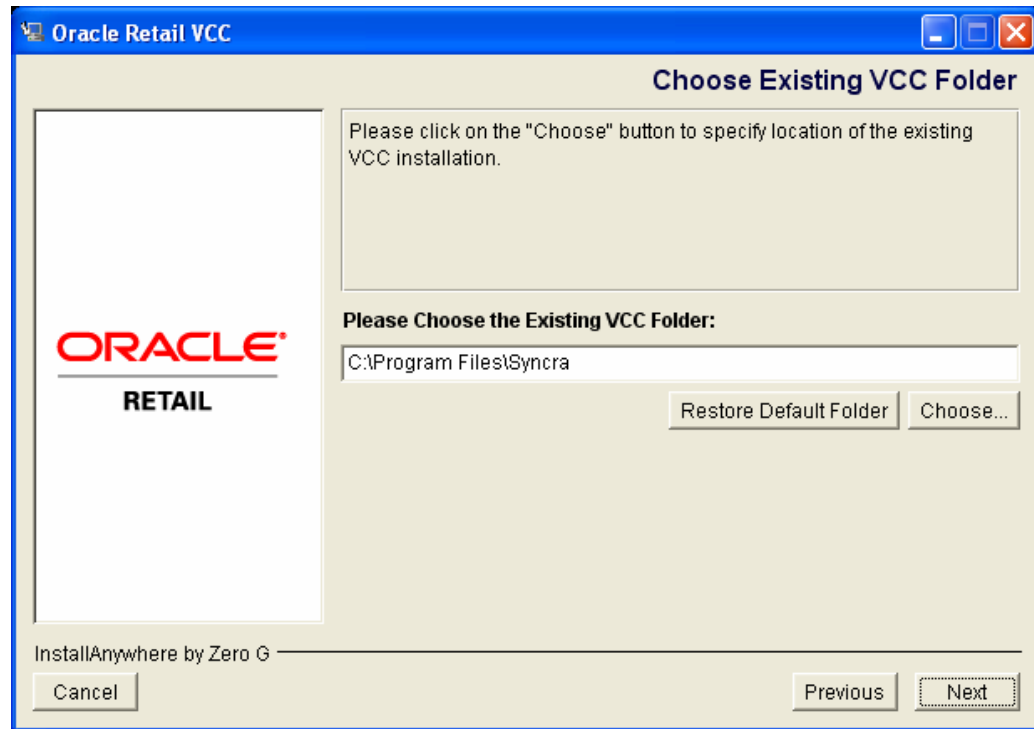 Oracle Retail VCC
Choose Existing VCC Folder
Please click on the "Choose" button to specify location of the existing
VCC installation.
ORACLE®
RETAIL
Please Choose the Existing VCC Folder:
C:\Program Files\Syncra
Restore Default Folder
Choose...
InstallAnywhere by Zero G
Cancel
Previous
Next